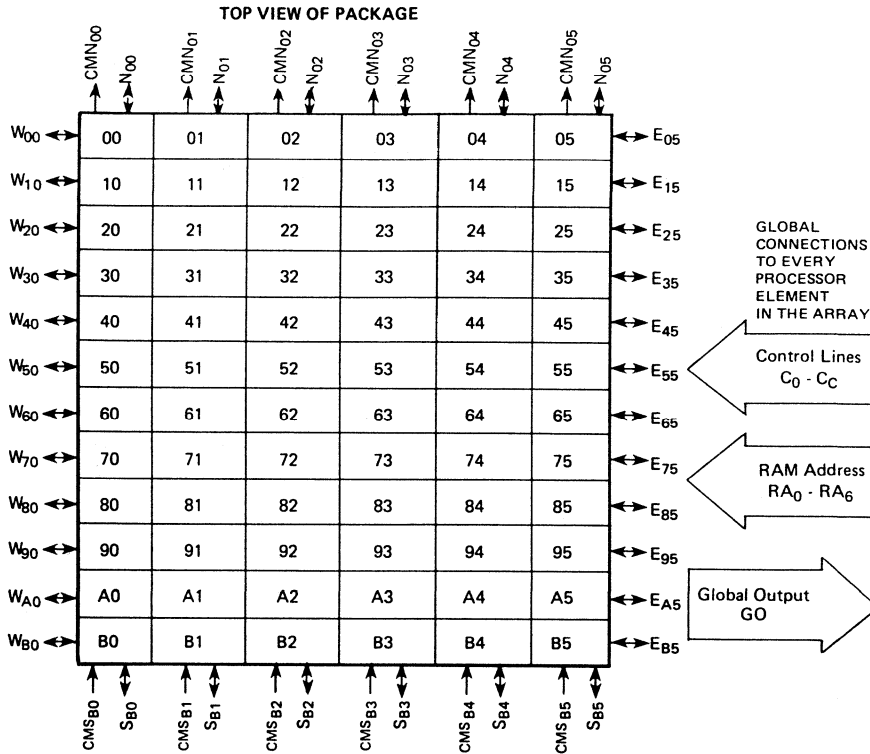 TOP VIEW OF PACKAGE
CMN00 N00 CMN01 N01 CMN02 N02 CMN03 N03 CMN04 N04 CMN05 N05
W00 00 01 02 03 04 05 E05
W10 10 11 12 13 14 15 E15
W20 20 21 22 23 24 25 E25
W30 30 31 32 33 34 35 E35
W40 40 41 42 43 44 45 E45
W50 50 51 52 53 54 55 E55
W60 60 61 62 63 64 65 E65
W70 70 71 72 73 74 75 E75
W80 80 81 82 83 84 85 E85
W90 90 91 92 93 94 95 E95
WA0 A0 A1 A2 A3 A4 A5 EA5
WB0 B0 B1 B2 B3 B4 B5 EB5
CMSB0 SB0 CMSB1 SB1 CMSB2 SB2 CMSB3 SB3 CMSB4 SB4 CMSB5 SB5
GLOBAL
CONNECTIONS
TO EVERY
PROCESSOR
ELEMENT
IN THE ARRAY
Control Lines
C0 - CC
RAM Address
RA0 - RA6
Global Output
GO